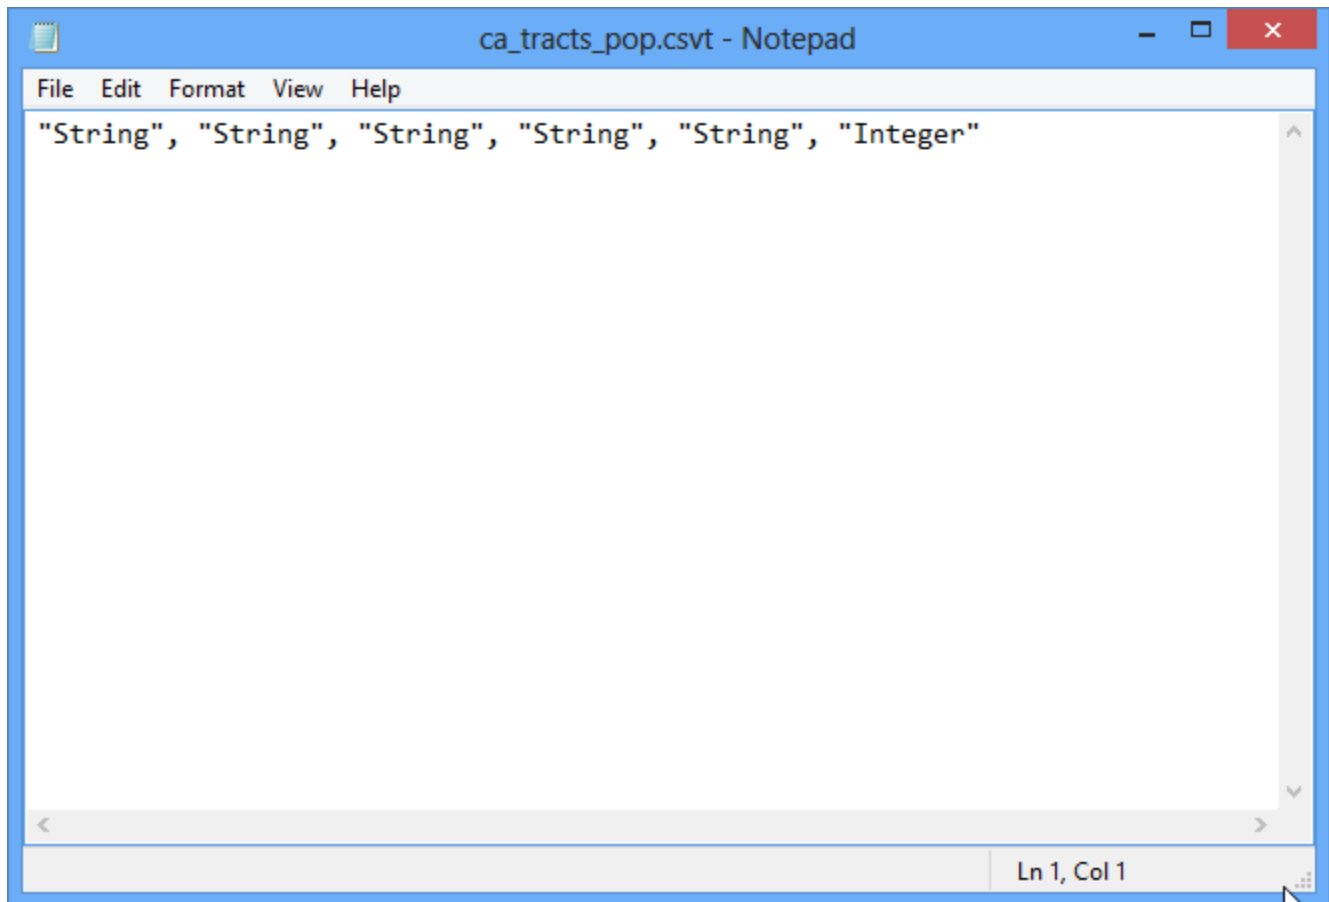 ca_tracts_pop.csvt - Notepad
File Edit Format View Help
"String", "String", "String", "String", "String", "Integer"
Ln 1, Col 1